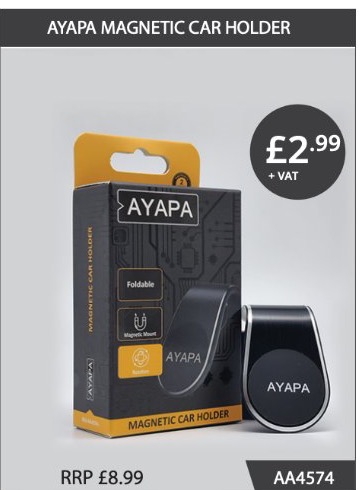 AYAPA MAGNETIC CAR HOLDER
£2.99
+ VAT
AYAPA
Foldable
Magnetic Mount
AYAPA
MAGNETIC CAR HOLDER
MAGNETIC CAR HOLDER
AYAPA
AYAPA
RRP £8.99
AA4574